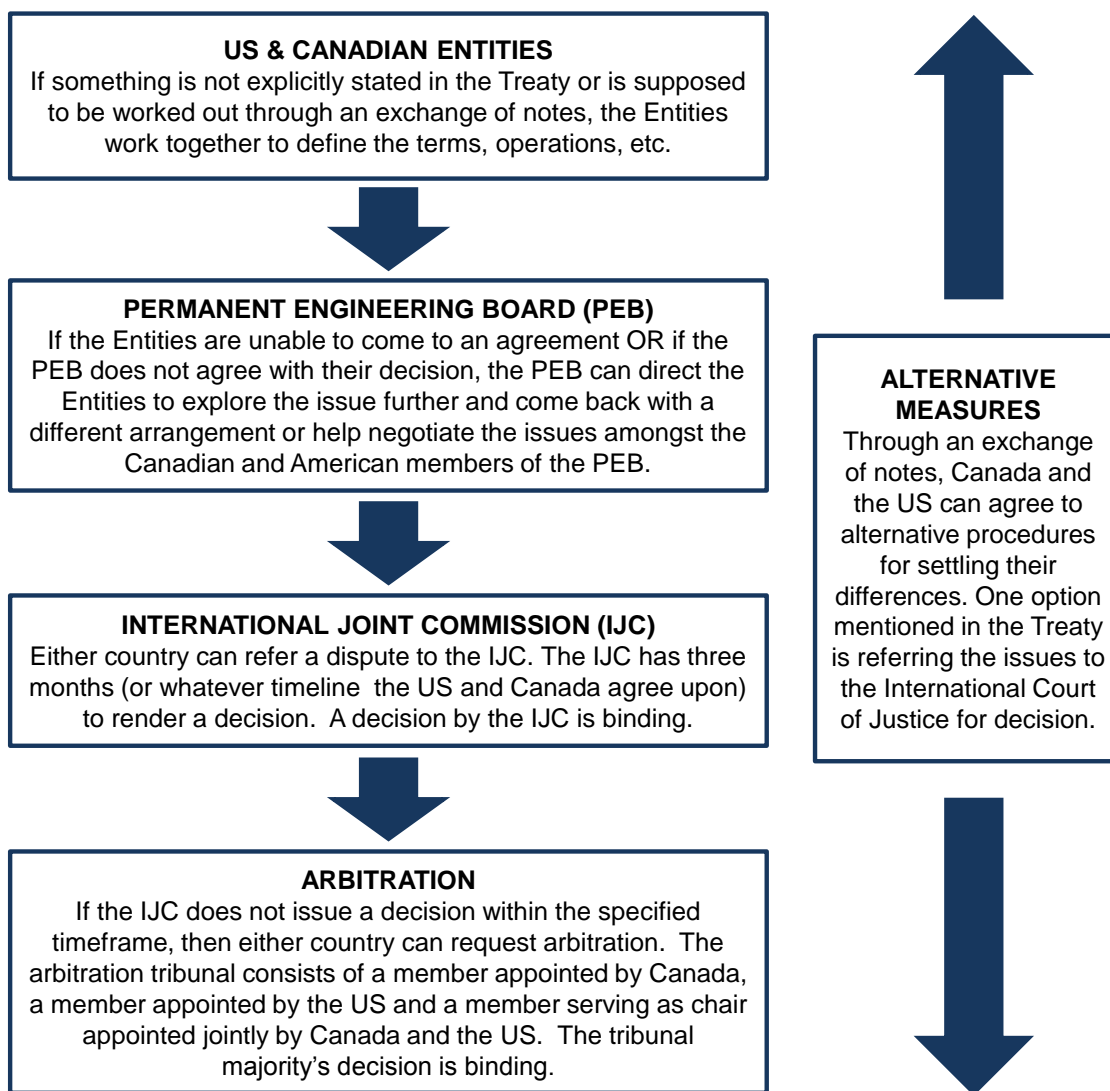 US & CANADIAN ENTITIES
If something is not explicitly stated in the Treaty or is supposed
to be worked out through an exchange of notes, the Entities
work together to define the terms, operations, etc.
PERMANENT ENGINEERING BOARD (PEB)
If the Entities are unable to come to an agreement OR if the
PEB does not agree with their decision, the PEB can direct the
Entities to explore the issue further and come back with a
different arrangement or help negotiate the issues amongst the
Canadian and American members of the PEB.
INTERNATIONAL JOINT COMMISSION (IJC)
Either country can refer a dispute to the IJC. The IJC has three
months (or whatever timeline the US and Canada agree upon)
to render a decision. A decision by the IJC is binding.
ARBITRATION
If the IJC does not issue a decision within the specified
timeframe, then either country can request arbitration. The
arbitration tribunal consists of a member appointed by Canada,
a member appointed by the US and a member serving as chair
appointed jointly by Canada and the US. The tribunal
majority's decision is binding.
ALTERNATIVE
MEASURES
Through an exchange
of notes, Canada and
the US can agree to
alternative procedures
for settling their
differences. One option
mentioned in the Treaty
is referring the issues to
the International Court
of Justice for decision.